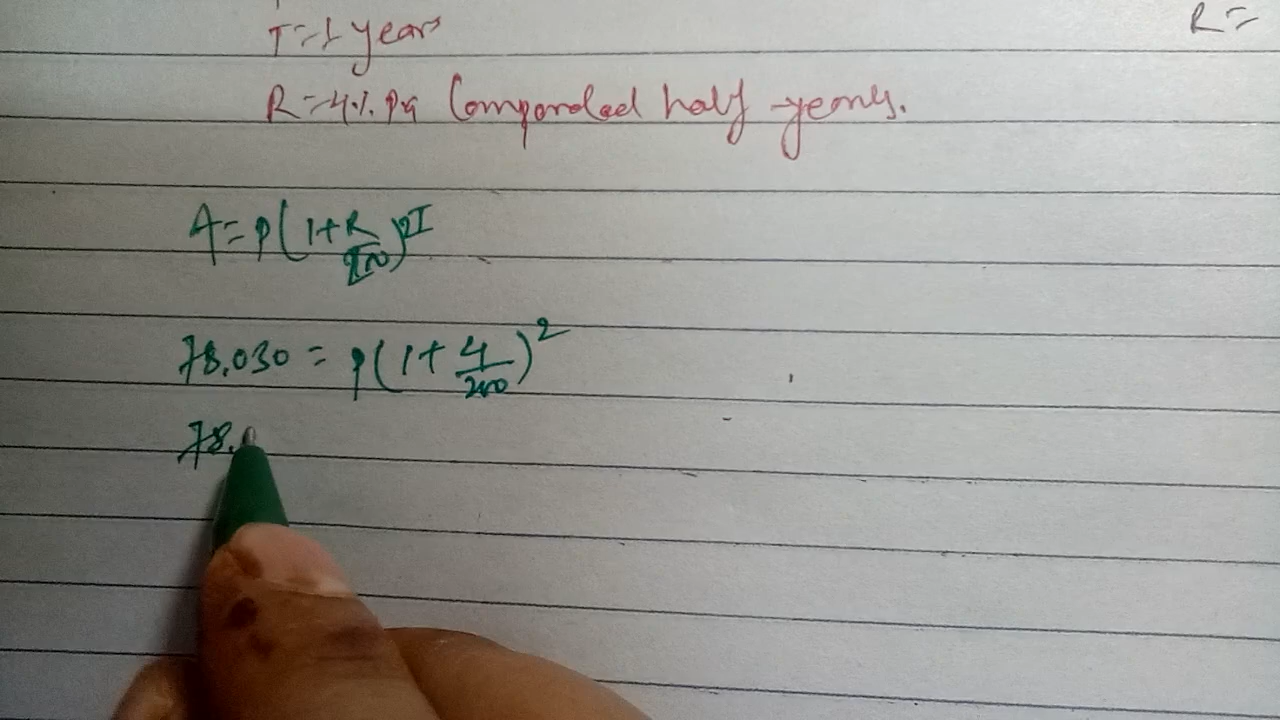 T=1 years
R=
R=4%. Pa Compounded half yearly.
A=P(1+R/200)2T
78,030 = P(1+4/200)2
78,